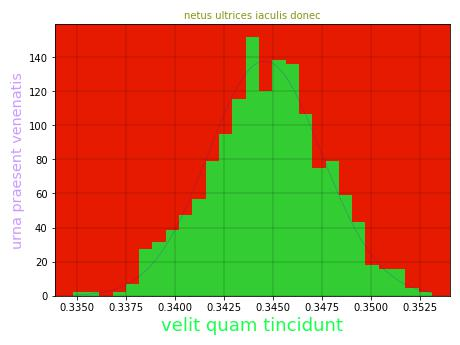 netus ultrices iaculis donec
urna praesent venenatis
140
120
100
80
60
40
20
0
0.3350 0.3375 0.3400 0.3425 0.3450 0.3475 0.3500 0.3525
velit quam tincidunt